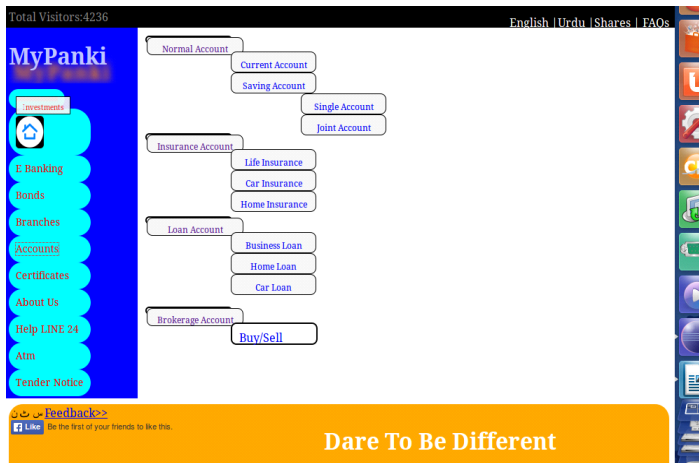 Total Visitors:4236
English |Urdu |Shares | FAQs
MyPanki
Investments
E Banking
Bonds
Branches
Accounts
Certificates
About Us
Help LINE 24
Atm
Tender Notice
Normal Account
Current Account
Saving Account
Single Account
Joint Account
Insurance Account
Life Insurance
Car Insurance
Home Insurance
Loan Account
Business Loan
Home Loan
Car Loan
Brokerage Account
Buy/Sell
س ٹ ن Feedback>>
Like Be the first of your friends to like this.
Dare To Be Different